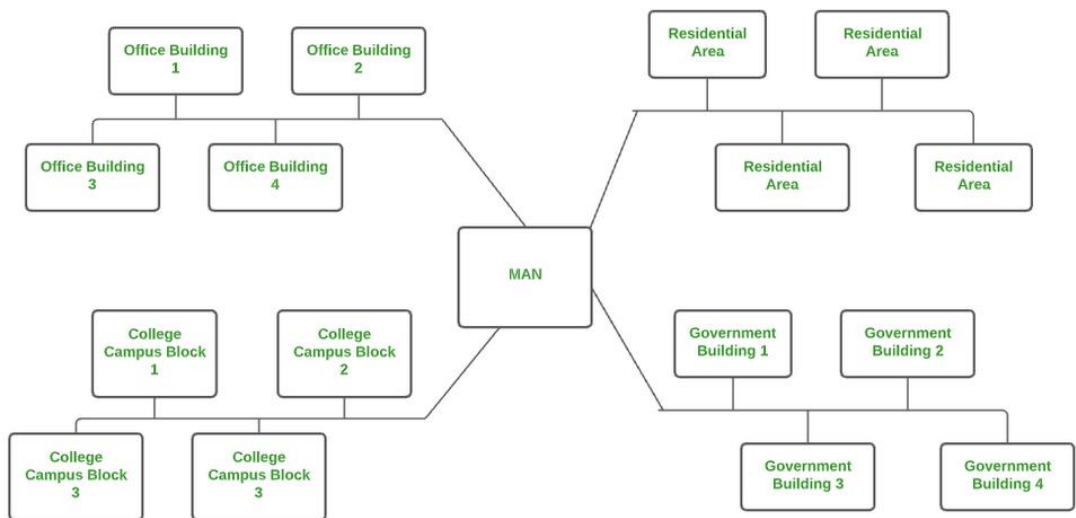 Office Building
1
Office Building
2
Office Building
3
Office Building
4
Residential
Area
Residential
Area
Residential
Area
Residential
Area
MAN
College
Campus Block
1
College
Campus Block
2
College
Campus Block
3
College
Campus Block
3
Government
Building 1
Government
Building 2
Government
Building 3
Government
Building 4